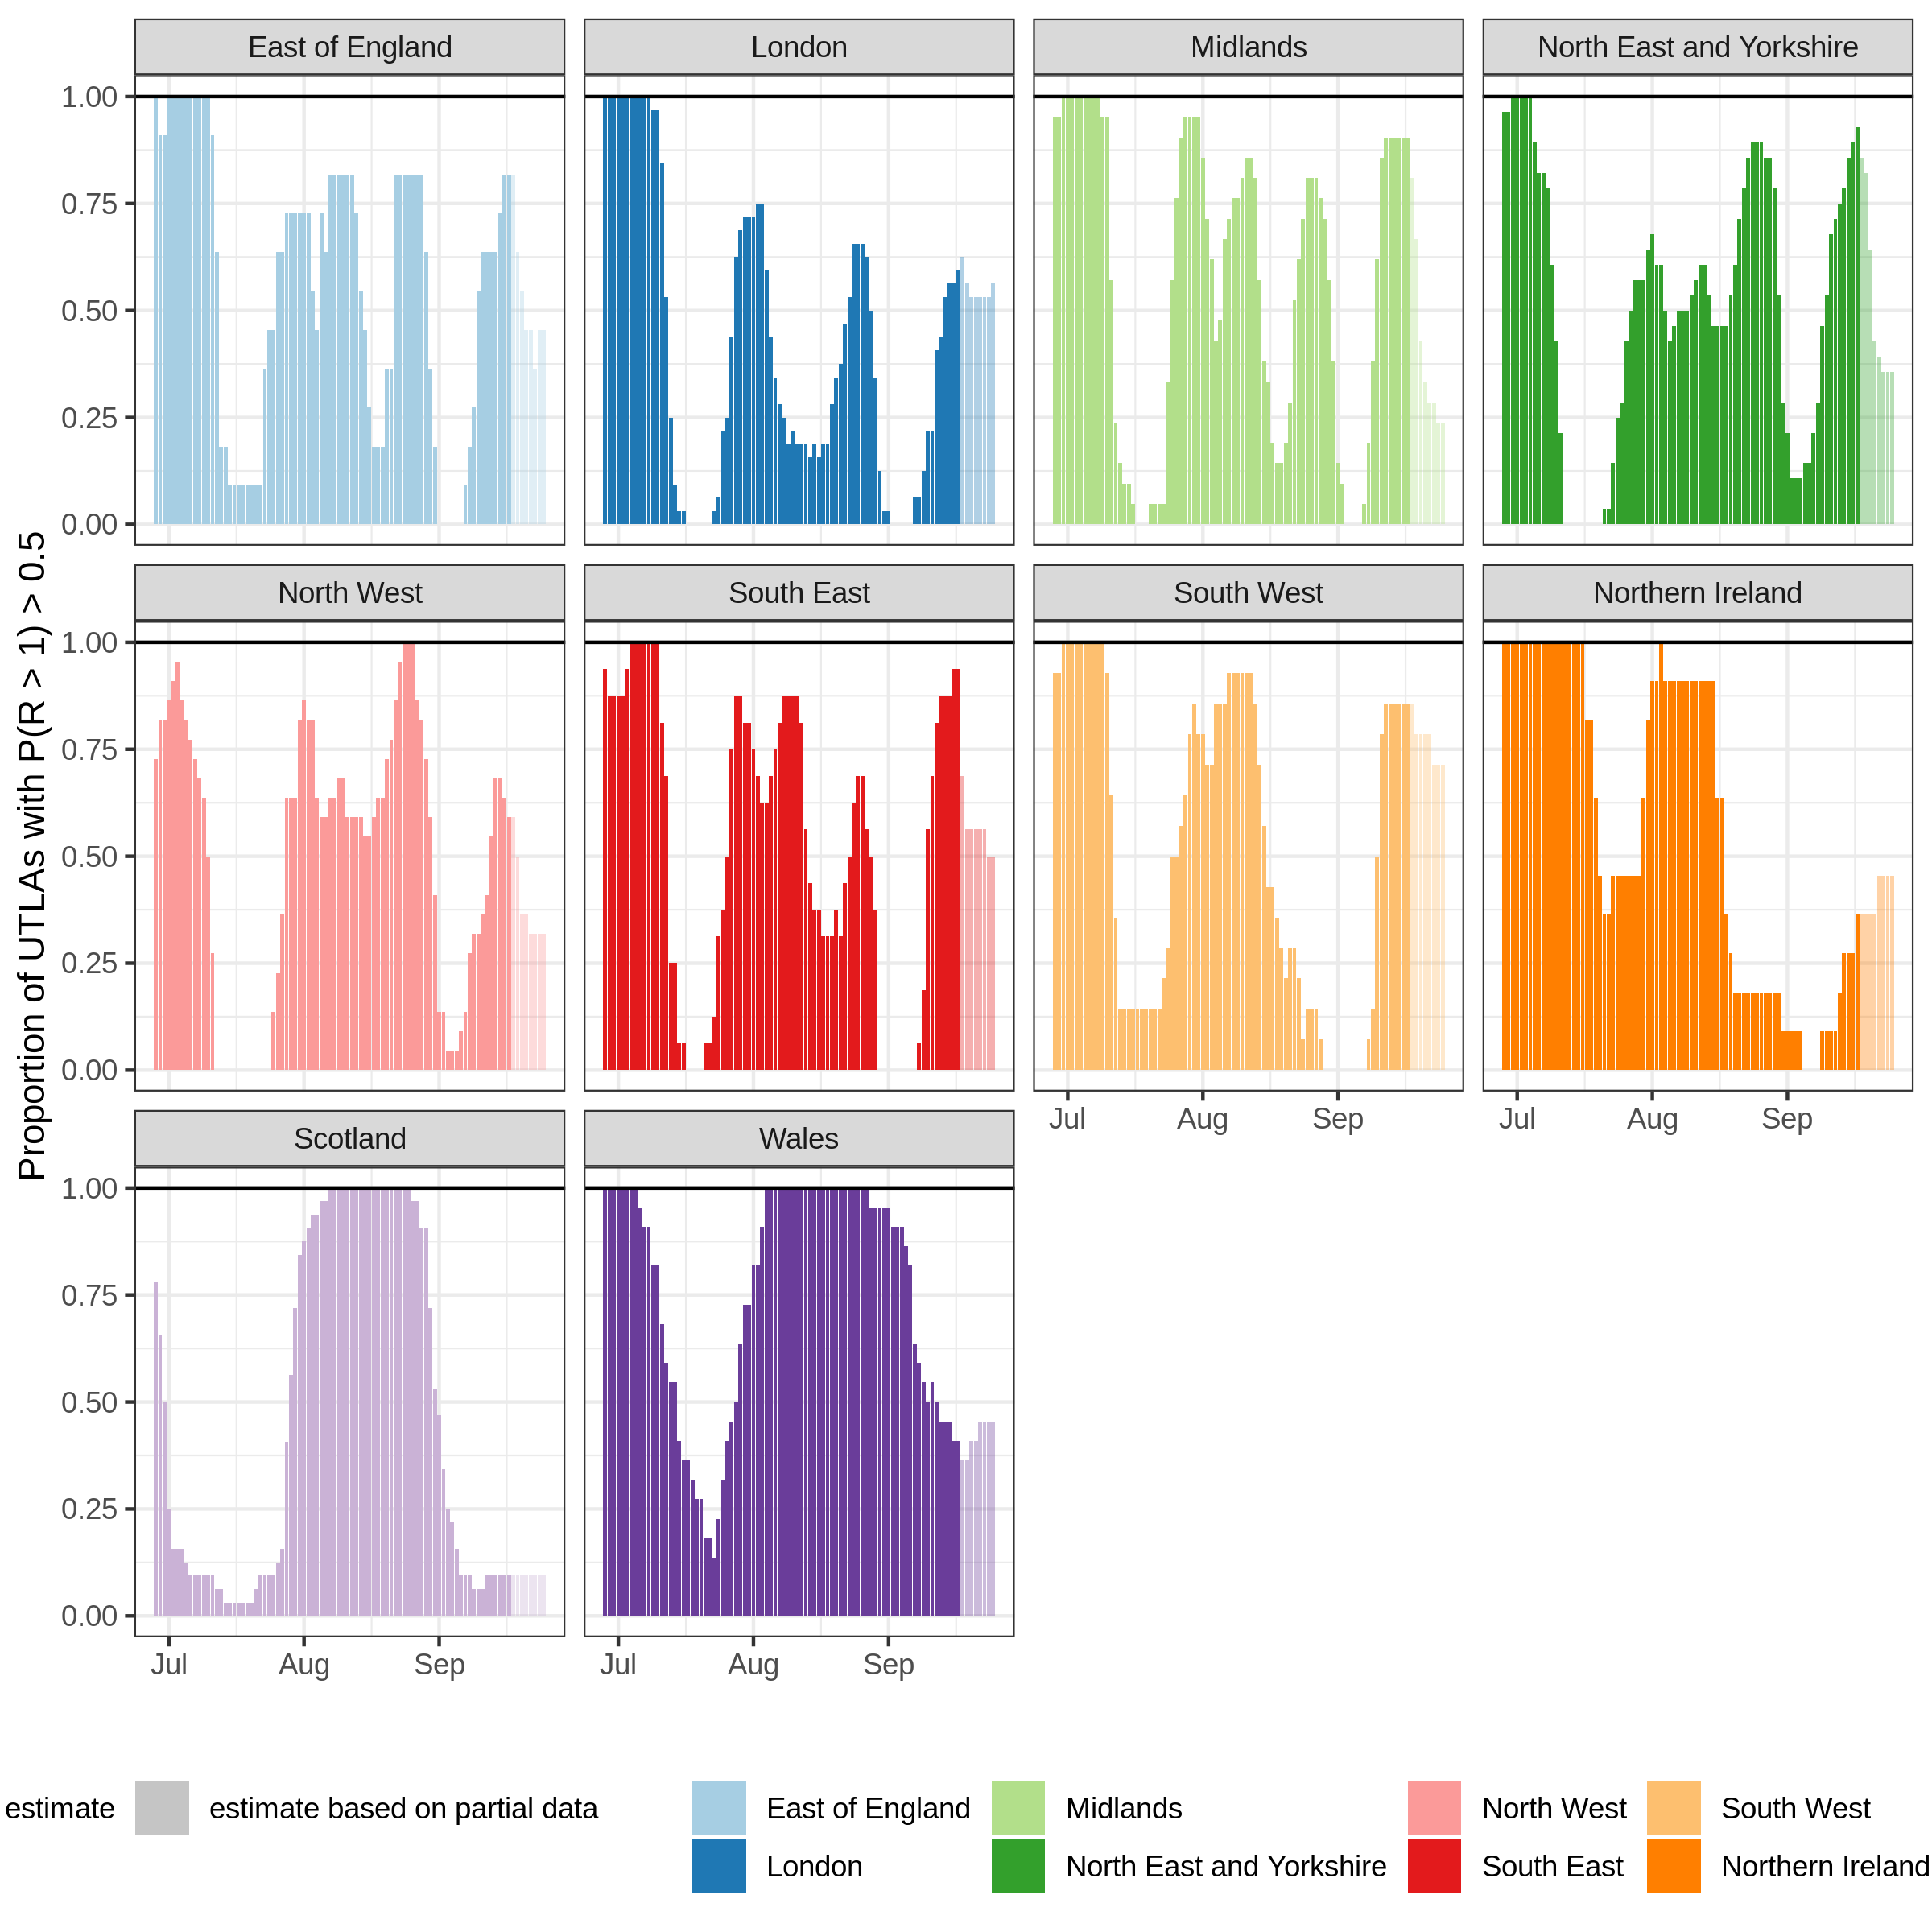 East of England London Midlands North East and Yorkshire
1.00
0.75
0.50
0.25
0.00
North West South East South West Northern Ireland
1.00
0.75
0.50
0.25
0.00
Jul Aug Sep Jul Aug Sep
Scotland Wales
1.00
0.75
0.50
0.25
0.00
Jul Aug Sep Jul Aug Sep
Proportion of UTLAs with P(R > 1) > 0.5
estimate estimate based on partial data East of England Midlands North West South West
London North East and Yorkshire South East Northern Ireland